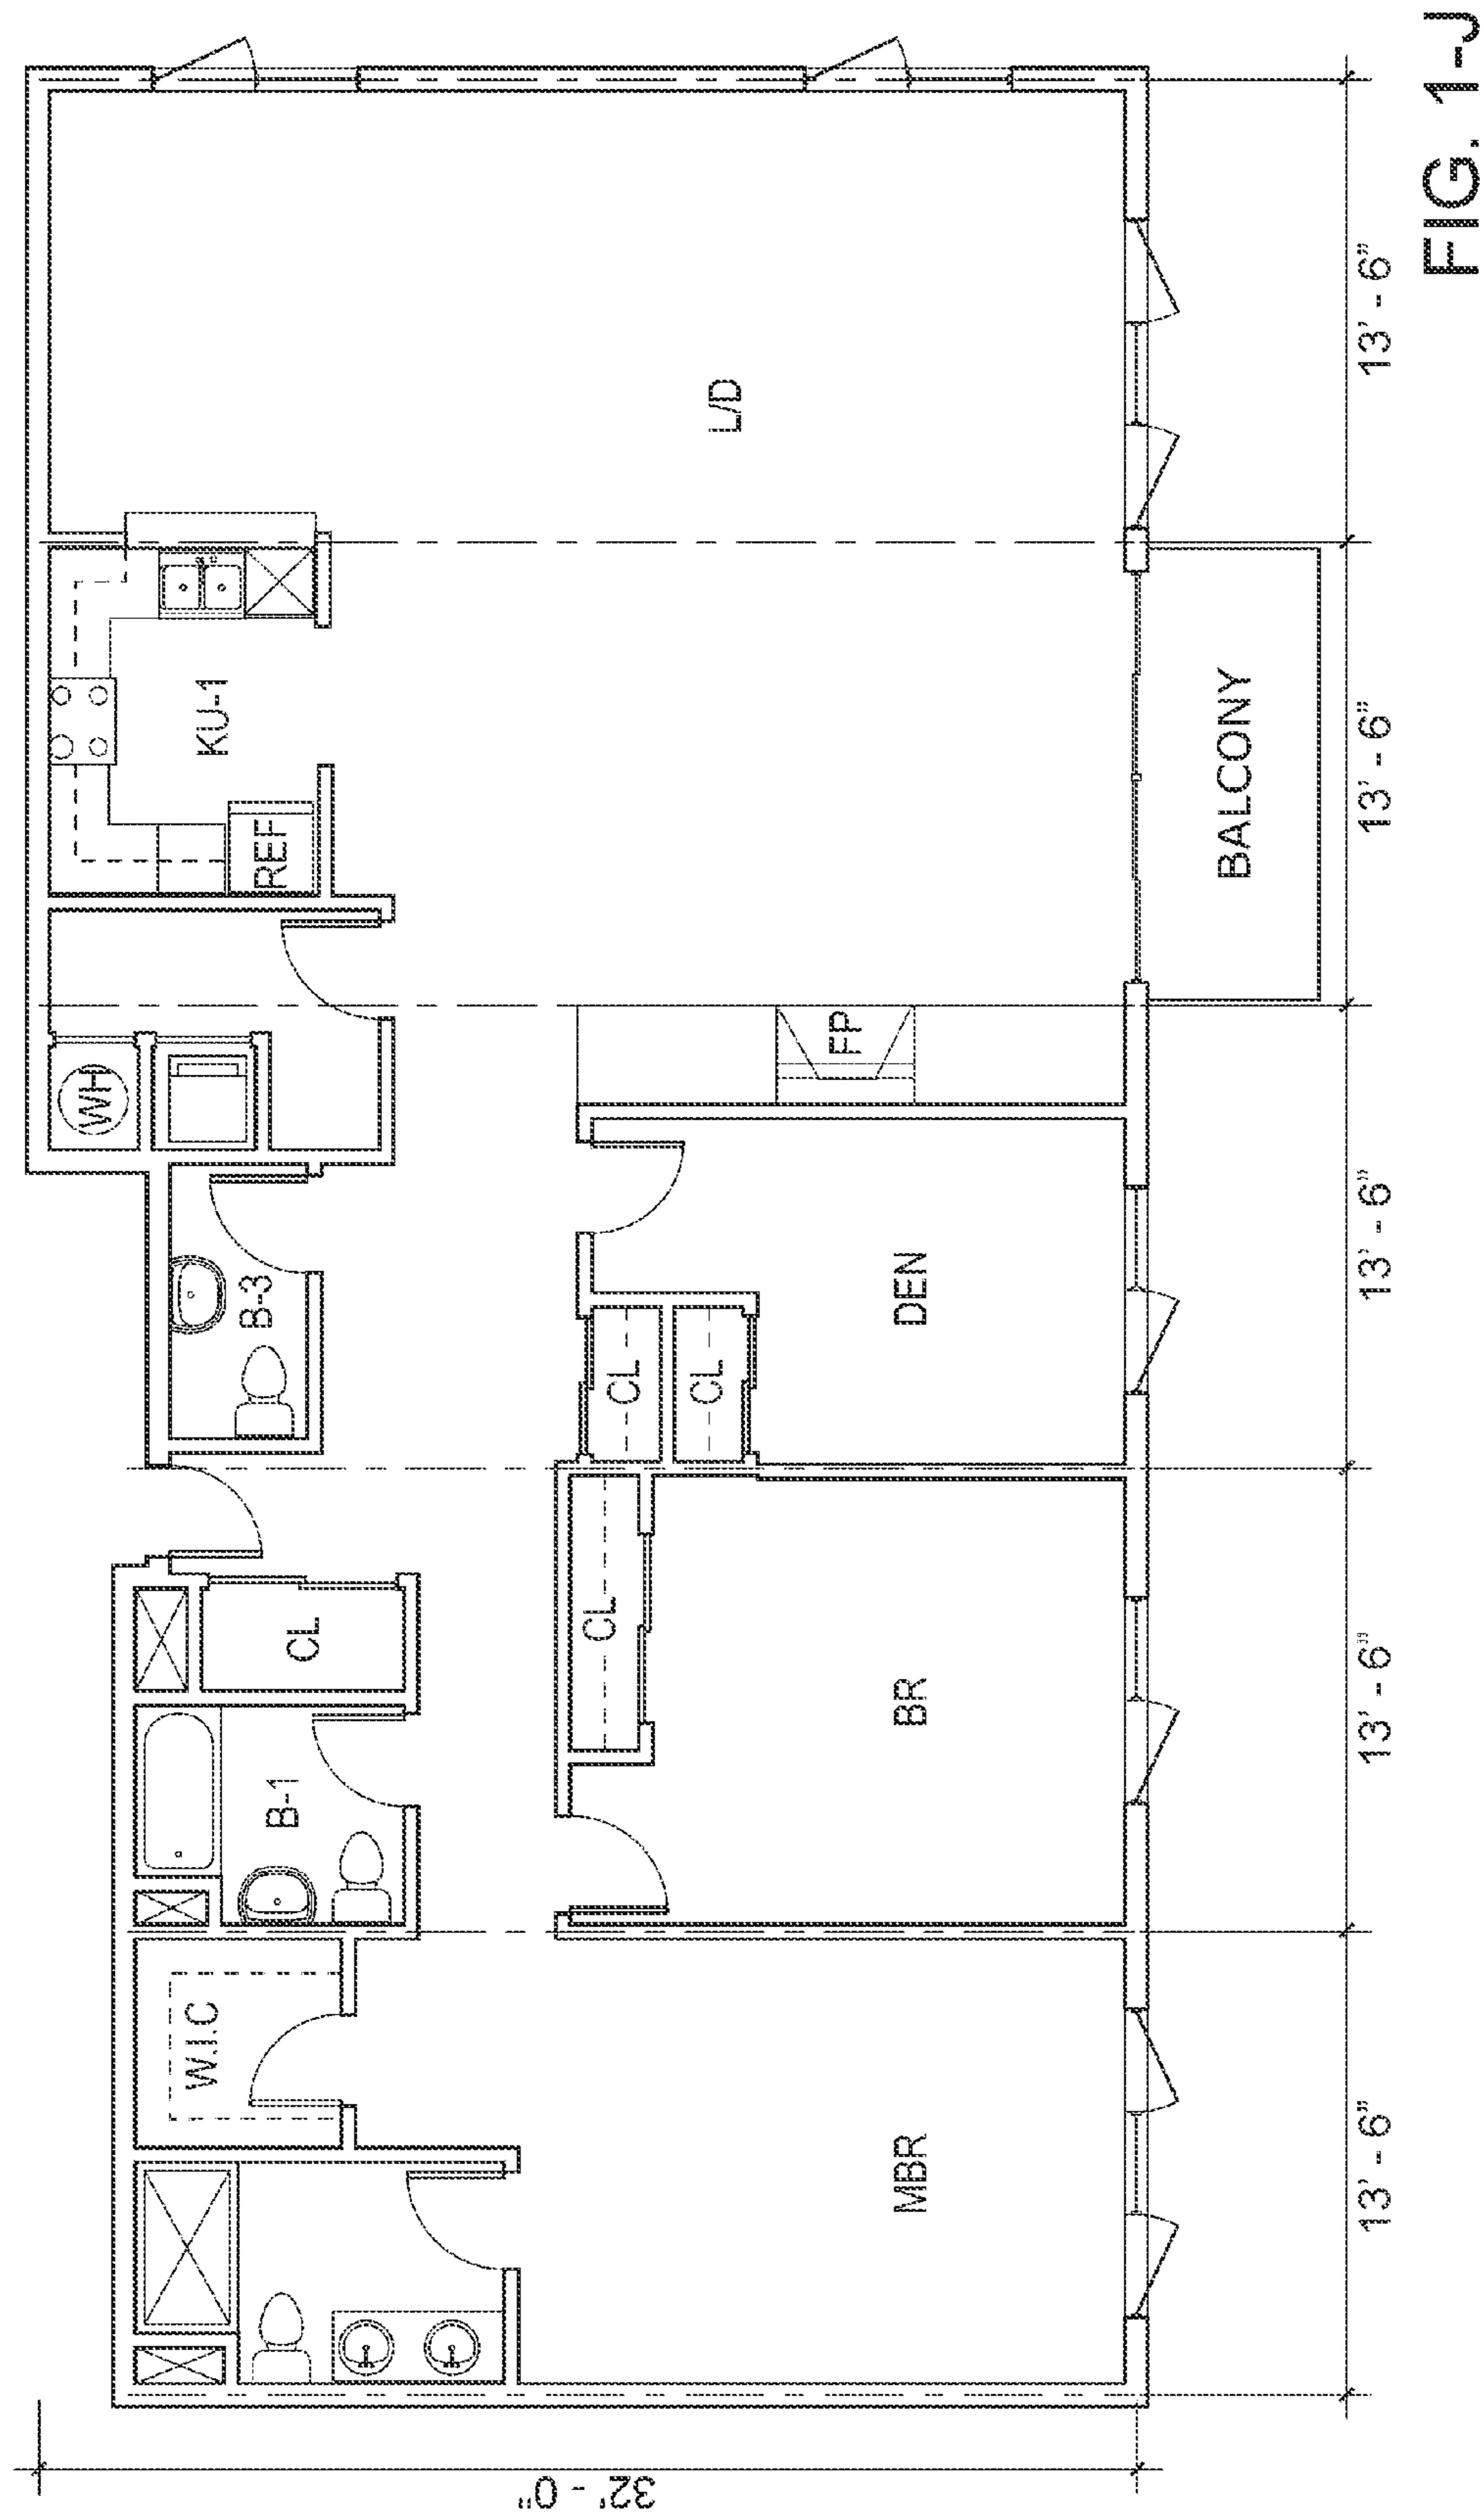 WH
KU-1
REF
B-3
CL
B-1
W.I.C
L/D
FP
CL
CL
CL
DEN
BR
MBR
BALCONY
32' - 0"
13' - 6"
13' - 6"
13' - 6"
13' - 6"
13' - 6"
FIG. 1-J